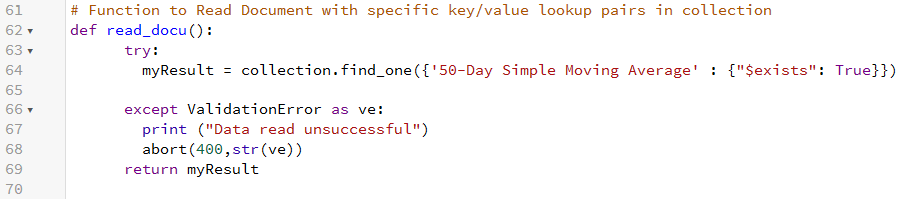 61 # Function to Read Document with specific key/value lookup pairs in collection
62 def read_docu():
63 try:
64 myResult = collection.find_one({'50-Day Simple Moving Average' : {"$exists": True}})
65
66 except ValidationError as ve:
67 print ("Data read unsuccessful")
68 abort(400,str(ve))
69 return myResult
70